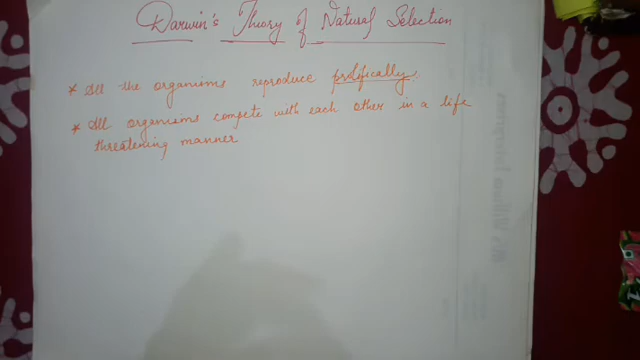 Darwin's Theory of Natural Selection
* All the organims reproduce prolifically.
* All organisms compete with each other in a life
threatening manner